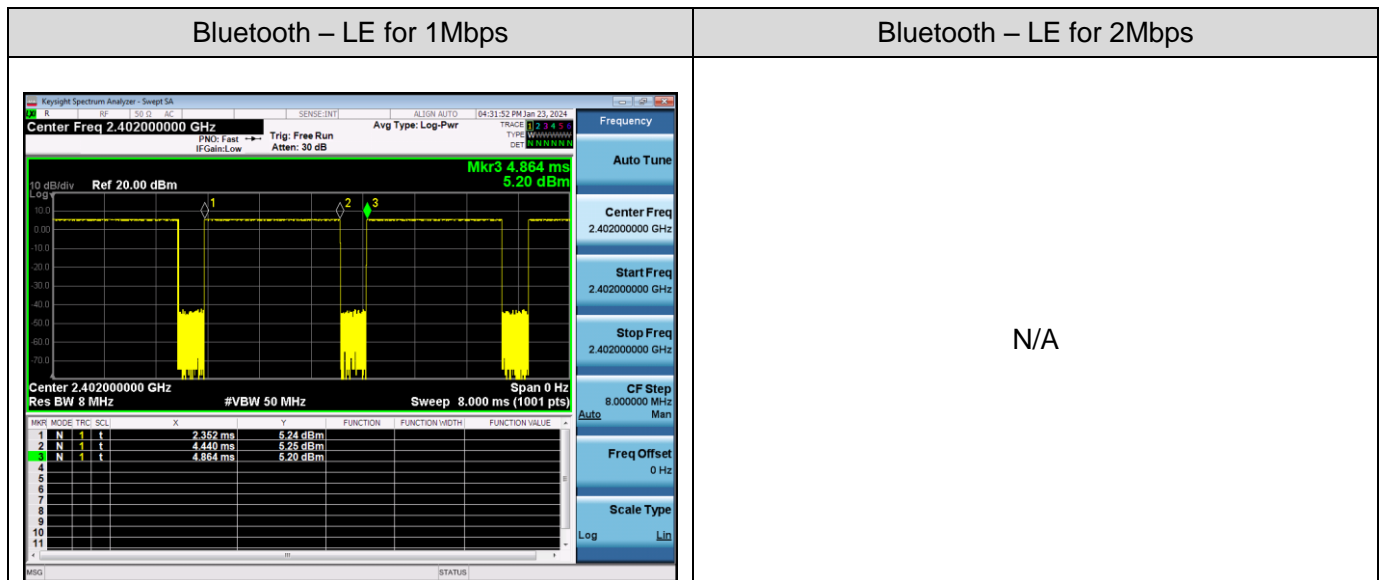 Bluetooth – LE for 1Mbps
Bluetooth – LE for 2Mbps
Keysight Spectrum Analyzer - Swept SA
R RF 50 Ω AC SENSE:INT ALIGN AUTO 04:31:52 PM Jan 23, 2024
Center Freq 2.402000000 GHz
PNO: Fast
IFGain:Low
Trig: Free Run
Atten: 30 dB
Avg Type: Log-Pwr
TRACE 1 2 3 4 5 6
TYPE WWWWWW
DET N N N N N N
Mkr3 4.864 ms
5.20 dBm
10 dB/div Ref 20.00 dBm
Log
10.0
0.00
-10.0
-20.0
-30.0
-40.0
-50.0
-60.0
-70.0
1
2
3
Center 2.402000000 GHz
Span 0 Hz
Res BW 8 MHz
#VBW 50 MHz
Sweep 8.000 ms (1001 pts)
MKR MODE TRC SCL X Y FUNCTION FUNCTION WIDTH FUNCTION VALUE
1 N 1 t 2.352 ms 5.24 dBm
2 N 1 t 4.440 ms 5.25 dBm
3 N 1 t 4.864 ms 5.20 dBm
4
5
6
7
8
9
10
11
MSG
STATUS
Frequency
Auto Tune
Center Freq
2.402000000 GHz
Start Freq
2.402000000 GHz
Stop Freq
2.402000000 GHz
CF Step
8.000000 MHz
Auto Man
Freq Offset
0 Hz
Scale Type
Log Lin
N/A